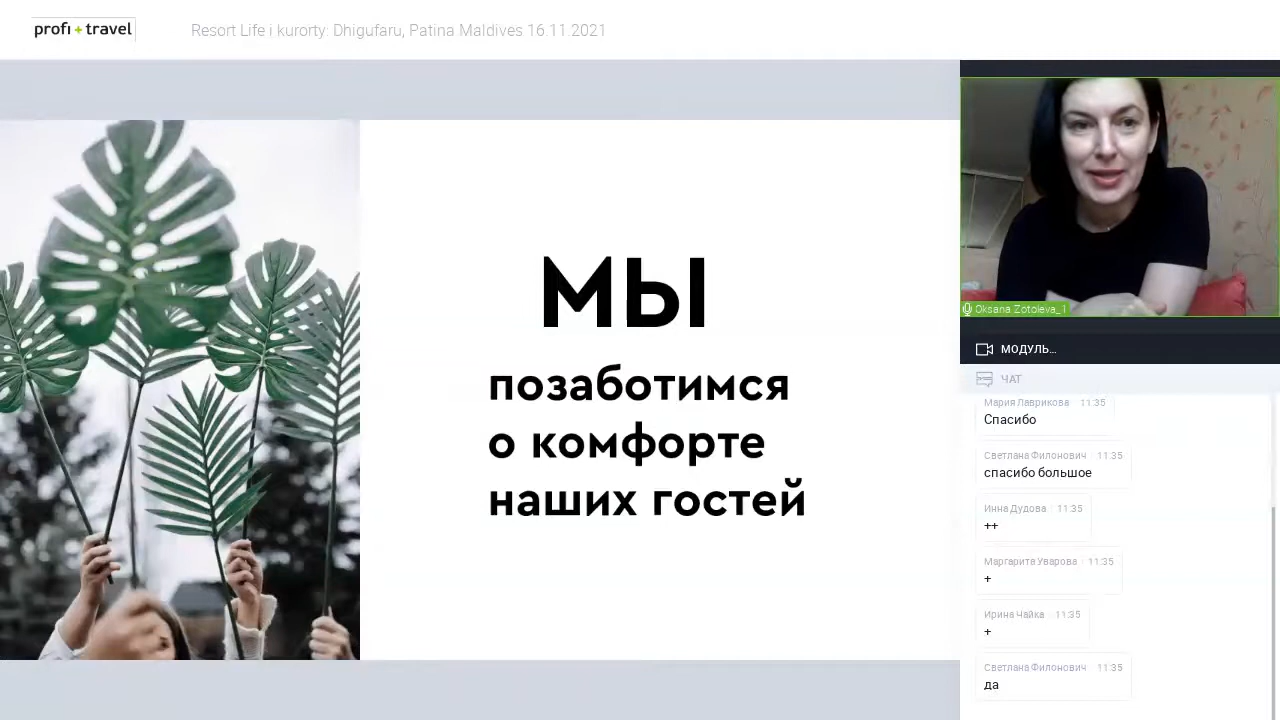 profi + travel
Resort Life i kurorty: Dhigufaru, Patina Maldives 16.11.2021
МЫ
позаботимся
о комфорте
наших гостей
Oksana Zotoleva_1
МОДУЛЬ...
ЧАТ
Мария Лаврикова 11:35
Спасибо
Светлана Филонович 11:35
спасибо большое
Инна Дудова 11:35
++
Маргарита Уварова 11:35
+
Ирина Чайка 11:35
+
Светлана Филонович 11:35
да